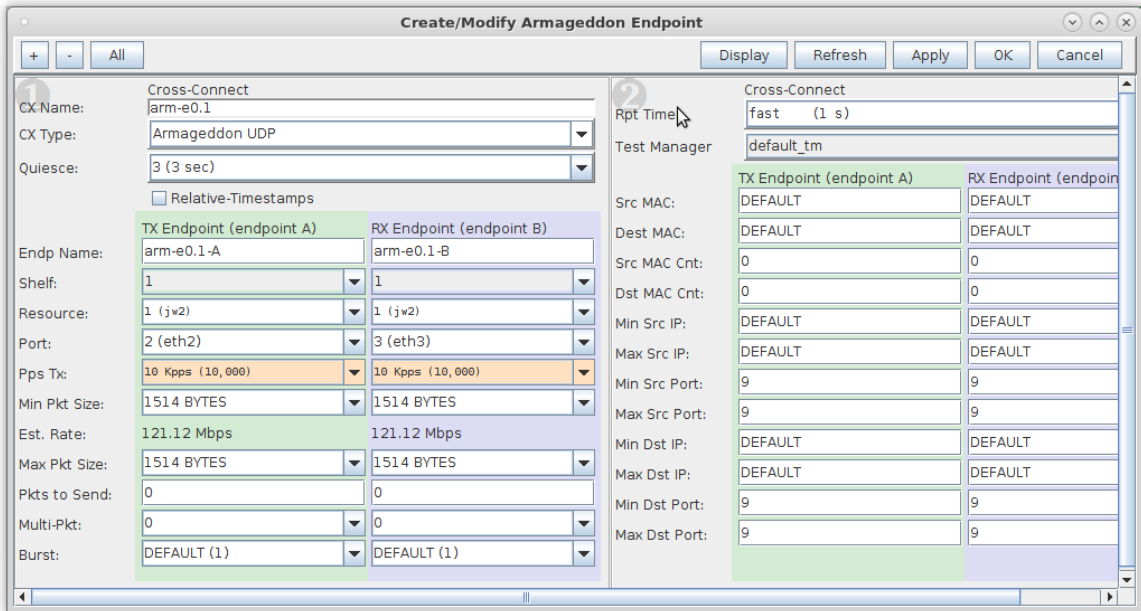 Create/Modify Armageddon Endpoint
+ - All Display Refresh Apply OK Cancel
1
Cross-Connect
CX Name: arm-e0.1
CX Type: Armageddon UDP
Quiesce: 3 (3 sec)
Relative-Timestamps
TX Endpoint (endpoint A) RX Endpoint (endpoint B)
Endp Name: arm-e0.1-A arm-e0.1-B
Shelf: 1 1
Resource: 1 (jw2) 1 (jw2)
Port: 2 (eth2) 3 (eth3)
Pps Tx: 10 Kpps (10,000) 10 Kpps (10,000)
Min Pkt Size: 1514 BYTES 1514 BYTES
Est. Rate: 121.12 Mbps 121.12 Mbps
Max Pkt Size: 1514 BYTES 1514 BYTES
Pkts to Send: 0 0
Multi-Pkt: 0 0
Burst: DEFAULT (1) DEFAULT (1)
2
Cross-Connect
Rpt Time fast (1 s)
Test Manager default_tm
TX Endpoint (endpoint A) RX Endpoint (endpoin
Src MAC: DEFAULT DEFAULT
Dest MAC: DEFAULT DEFAULT
Src MAC Cnt: 0 0
Dst MAC Cnt: 0 0
Min Src IP: DEFAULT DEFAULT
Max Src IP: DEFAULT DEFAULT
Min Src Port: 9 9
Max Src Port: 9 9
Min Dst IP: DEFAULT DEFAULT
Max Dst IP: DEFAULT DEFAULT
Min Dst Port: 9 9
Max Dst Port: 9 9